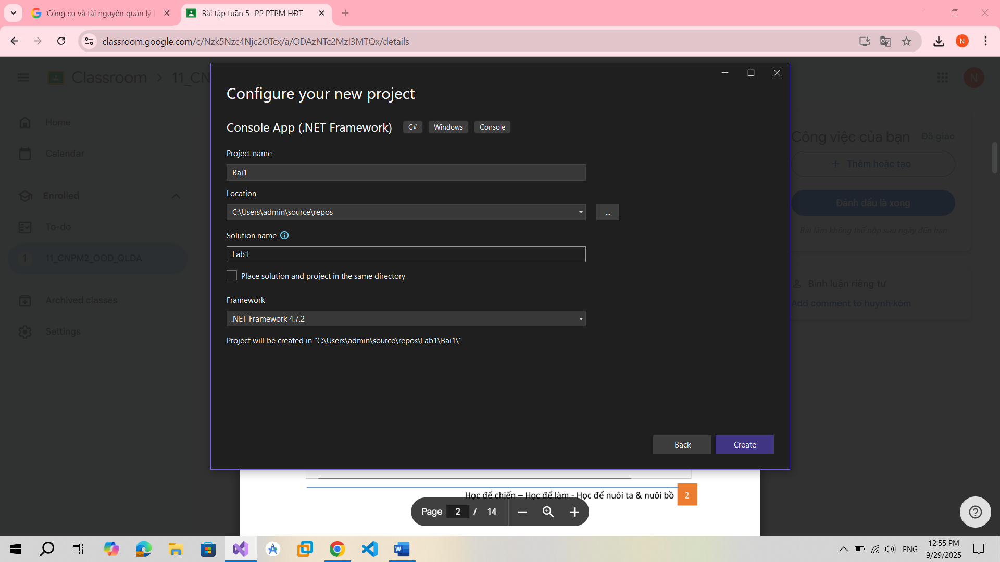 Công cụ và tài nguyên quản lý
Bài tập tuần 5- PP PTPM HĐT
classroom.google.com/c/Nzk5Nzc4Njc2OTcx/a/ODAzNTc2MzI3MTQx/details
N
Classroom
11_CN
N
Home
Calendar
Enrolled
To-do
1
11_CNPM2_OOD_QLDA
Archived classes
Settings
Configure your new project
Console App (.NET Framework)
C#
Windows
Console
Project name
Bai1
Location
C:\Users\admin\source\repos
...
Solution name
Lab1
Place solution and project in the same directory
Framework
.NET Framework 4.7.2
Project will be created in "C:\Users\admin\source\repos\Lab1\Bai1\"
Back
Create
Công việc của bạn
Đã giao
Thêm hoặc tạo
Đánh dấu là xong
Bài làm không thể nộp sau ngày đến hạn
Bình luận riêng tư
Add comment to huynh kòm
Học để chiến – Học để làm - Học để nuôi ta & nuôi bồ
2
Page 2 / 14
ENG
12:55 PM
9/29/2025